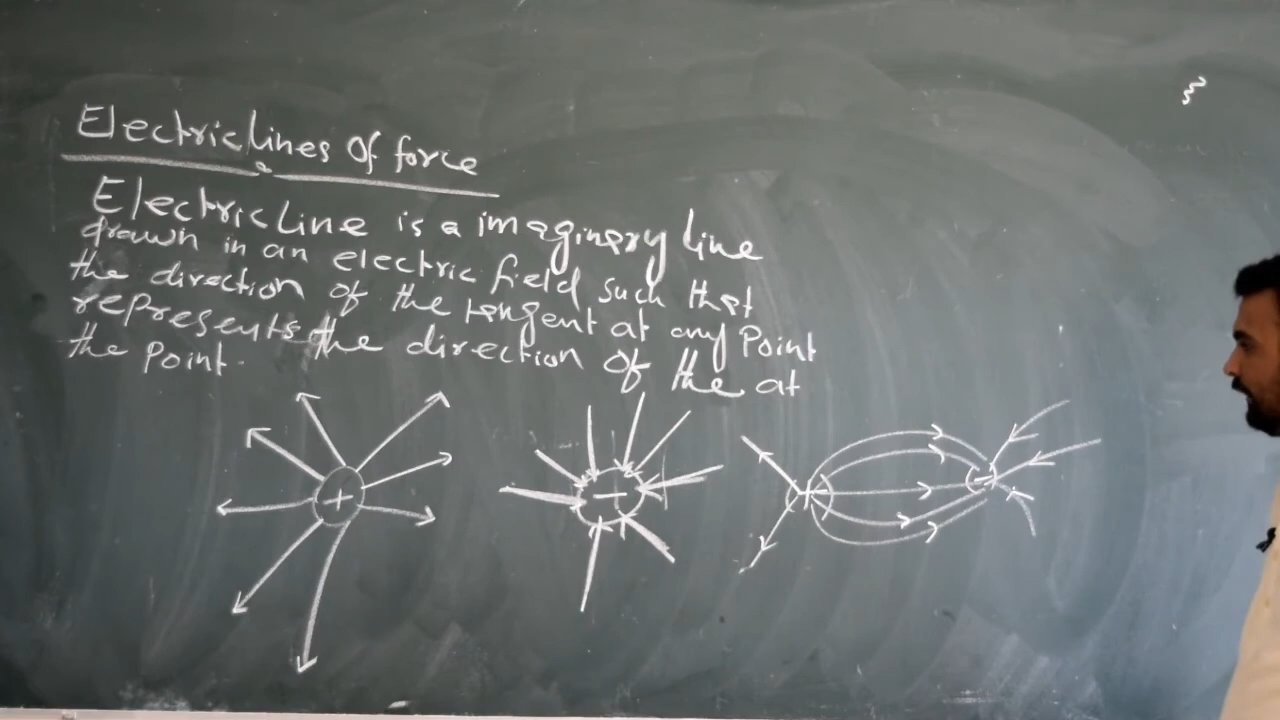 Electric lines of force
Electric Line is a imaginery line
drawn in an electric field such that
the direction of the tangent at any Point
represents the direction of the at
the Point.
+ − + −